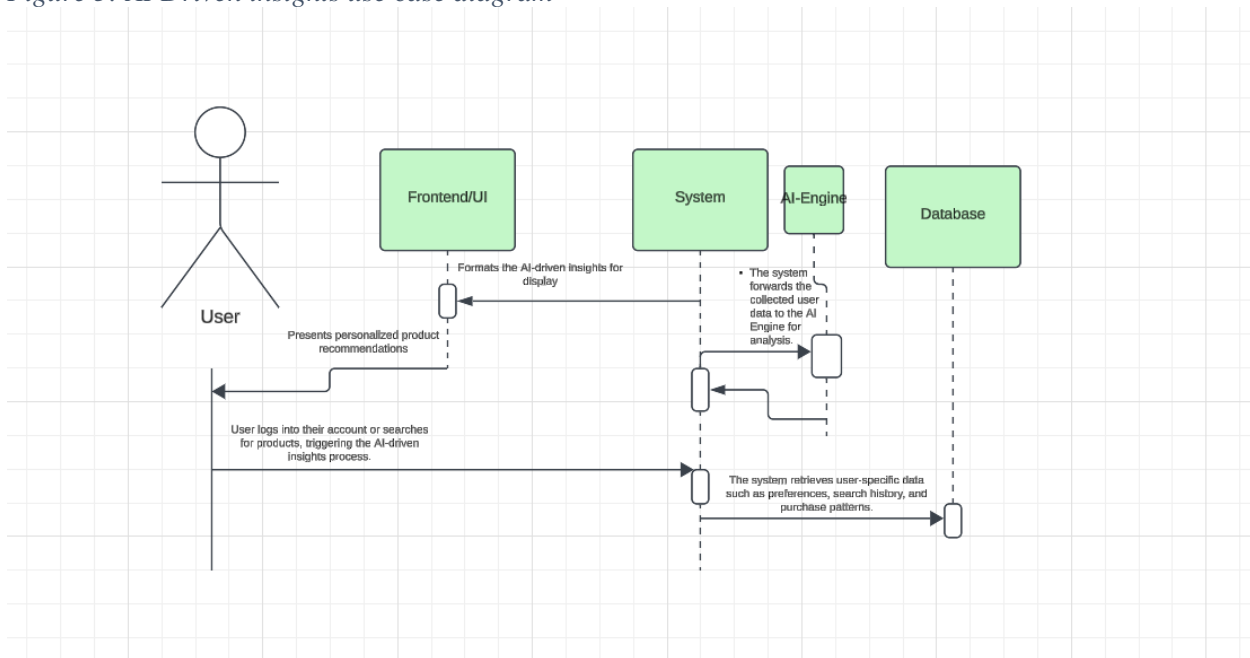 Figure 3: AI-Driven insights use case diagram
Frontend/UI
System
AI-Engine
Database
User
Formats the AI-driven insights for
display
• The system
forwards the
collected user
data to the AI
Engine for
analysis.
Presents personalized product
recommendations
User logs into their account or searches
for products, triggering the AI-driven
insights process.
The system retrieves user-specific data
such as preferences, search history, and
purchase patterns.